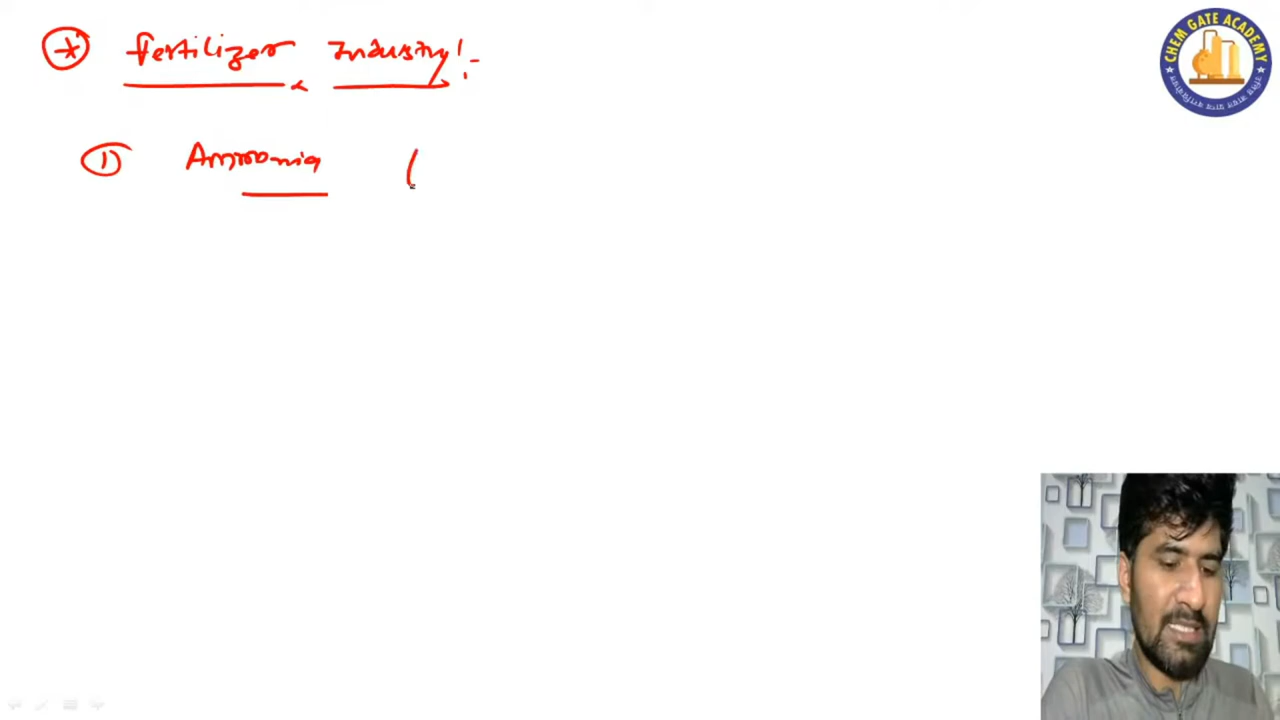 * Fertilizer Industry :-
① Ammonia (
CHEM GATE ACADEMY